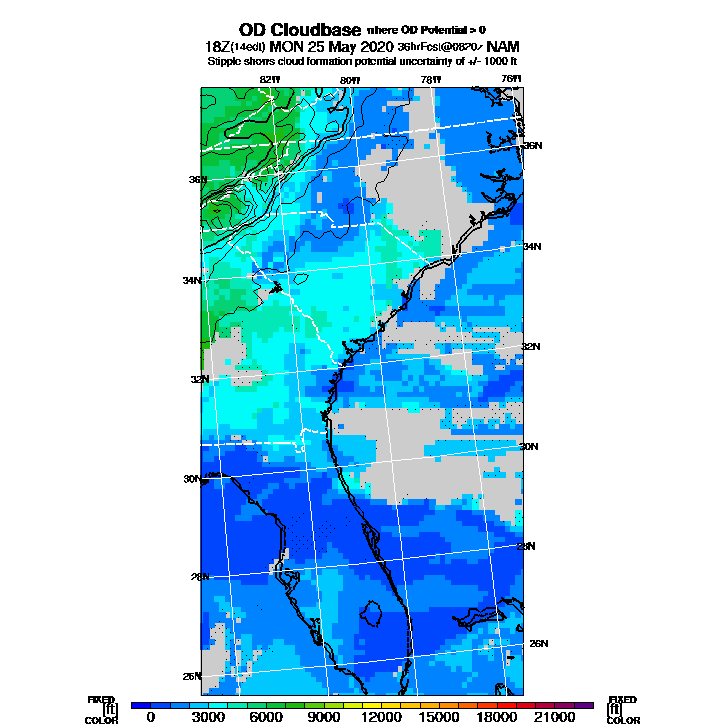 OD Cloudbase where OD Potential > 0
18Z(14edt) MON 25 May 2020 36hrFcst@0820z NAM
Stipple shows cloud formation potential uncertainty of +/- 1000 ft
82W 80W 78W 76W
36N
36N
34N
34N
32N
32N
30N
30N
28N
28N
26N
26N
FIXED FIXED
[ft] [ft]
COLOR COLOR
0 3000 6000 9000 12000 15000 18000 21000